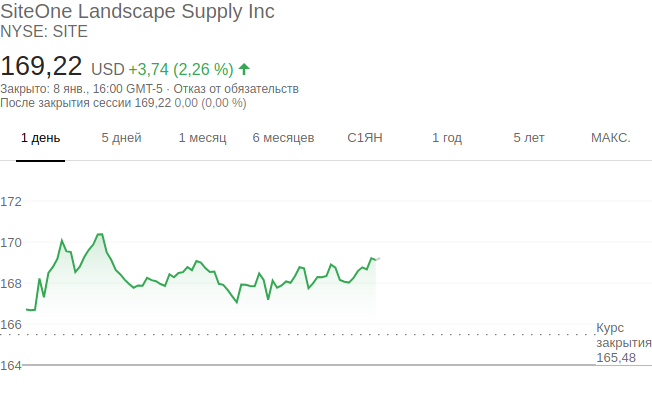 SiteOne Landscape Supply Inc
NYSE: SITE
169,22 USD +3,74 (2,26 %)
Закрыто: 8 янв., 16:00 GMT-5 · Отказ от обязательств
После закрытия сессии 169,22 0,00 (0,00 %)
1 день 5 дней 1 месяц 6 месяцев С1ЯН 1 год 5 лет МАКС.
172
170
168
166
Курс
закрытия
165,48
164